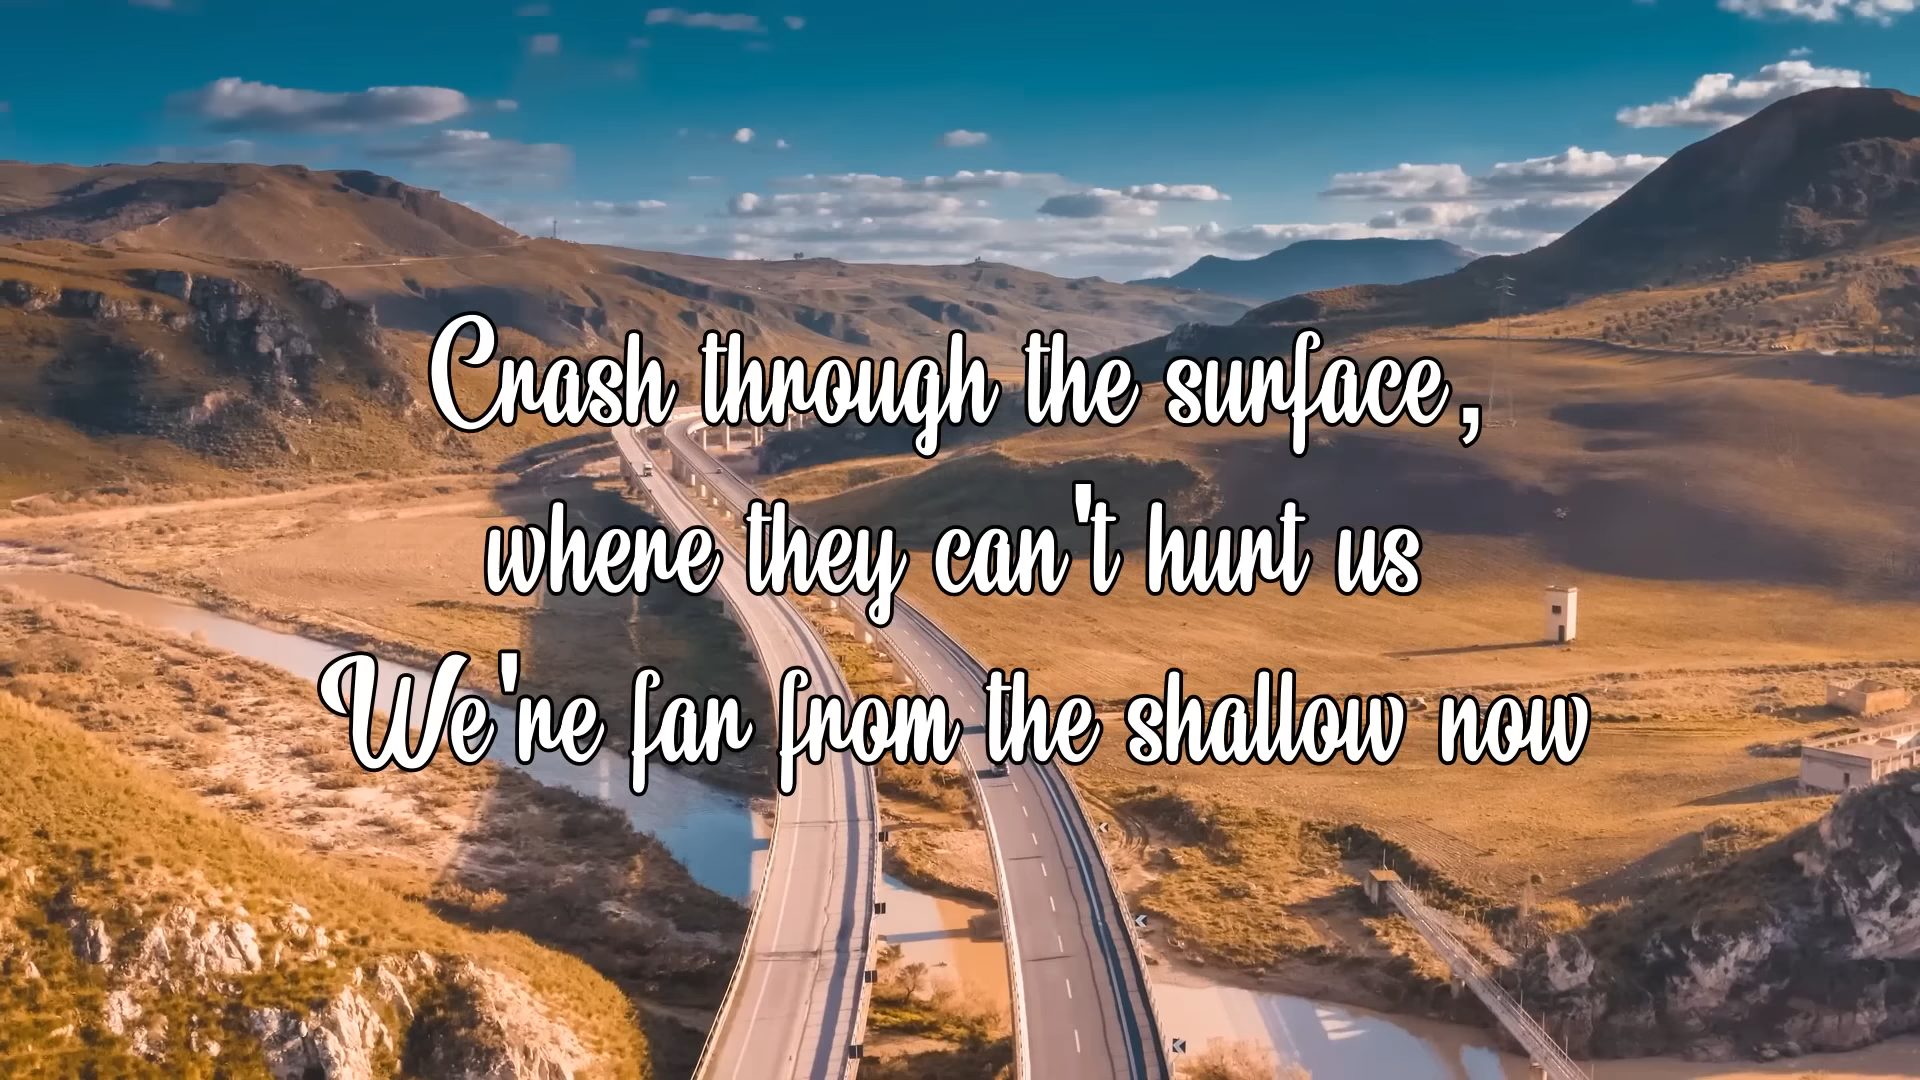 Crash through the surface,
where they can't hurt us
We're far from the shallow now